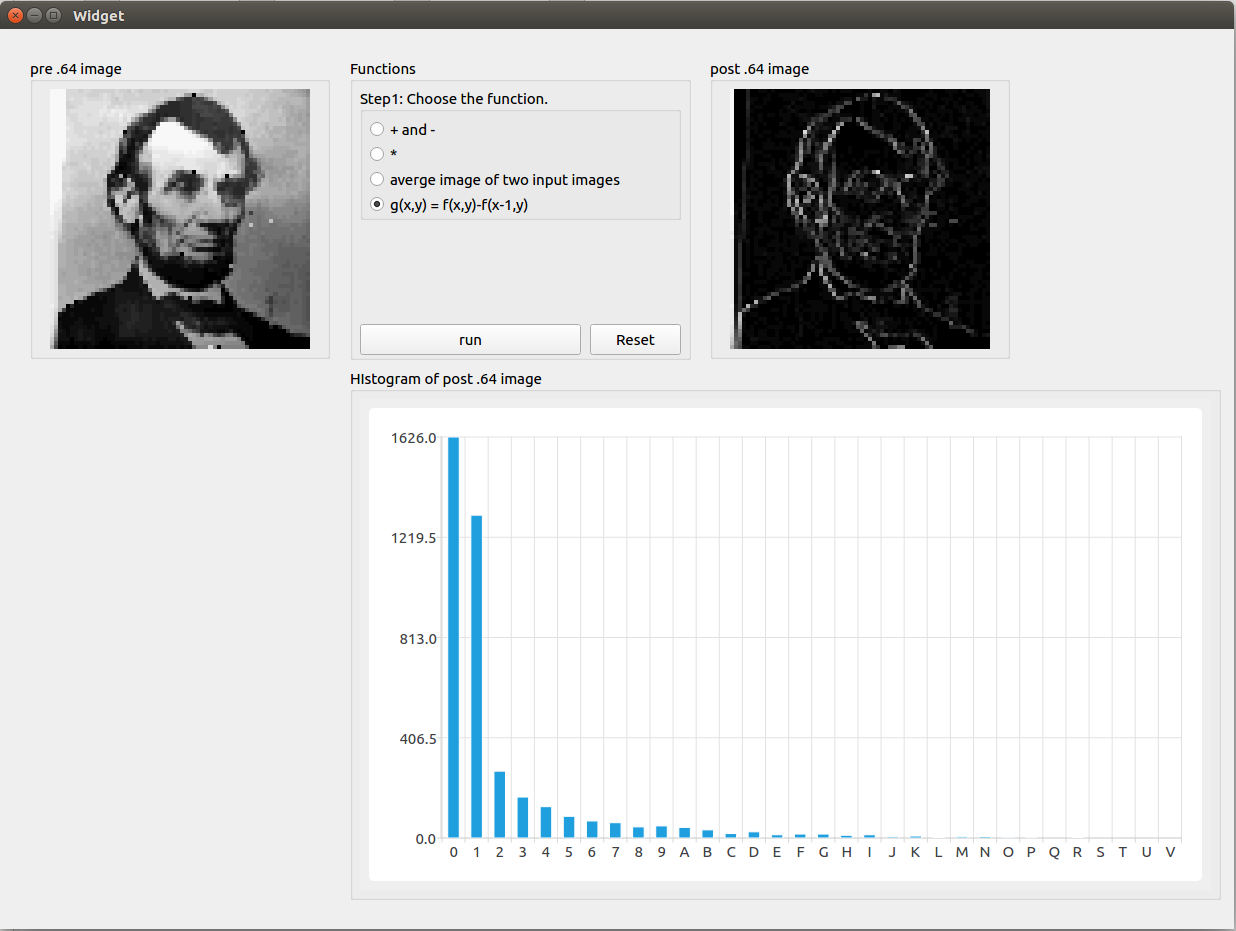 Widget
pre .64 image
Functions
post .64 image
Step1: Choose the function.
+ and -
*
averge image of two input images
g(x,y) = f(x,y)-f(x-1,y)
run
Reset
HIstogram of post .64 image
1626.0
1219.5
813.0
406.5
0.0
0 1 2 3 4 5 6 7 8 9 A B C D E F G H I J K L M N O P Q R S T U V